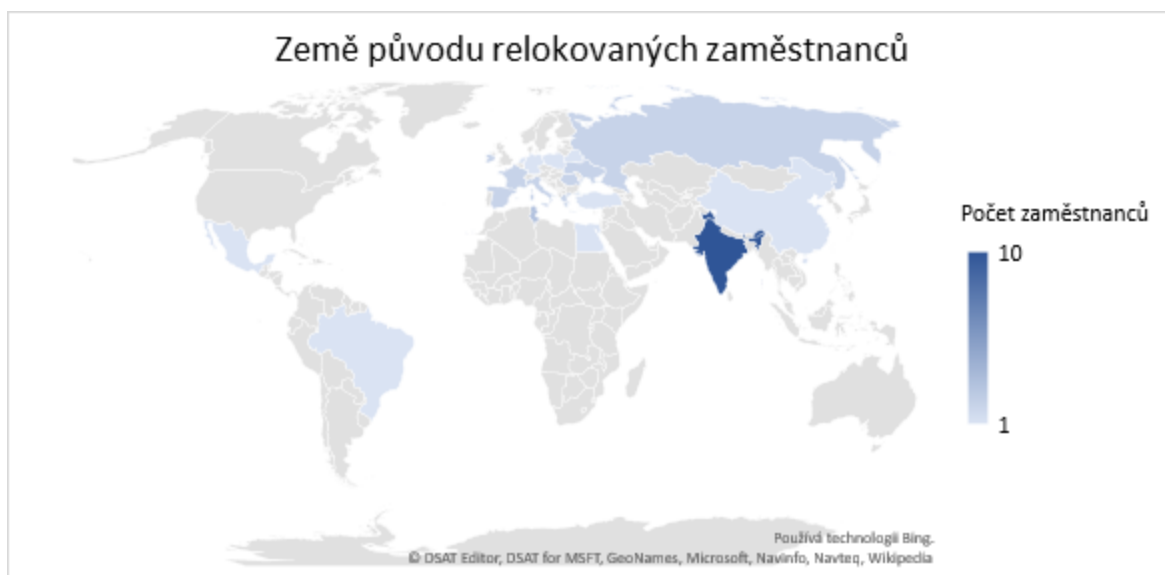 Země původu relokovaných zaměstnanců
Počet zaměstnanců
10
1
Používá technologii Bing.
© DSAT Editor, DSAT for MSFT, GeoNames, Microsoft, Navinfo, Navteq, Wikipedia